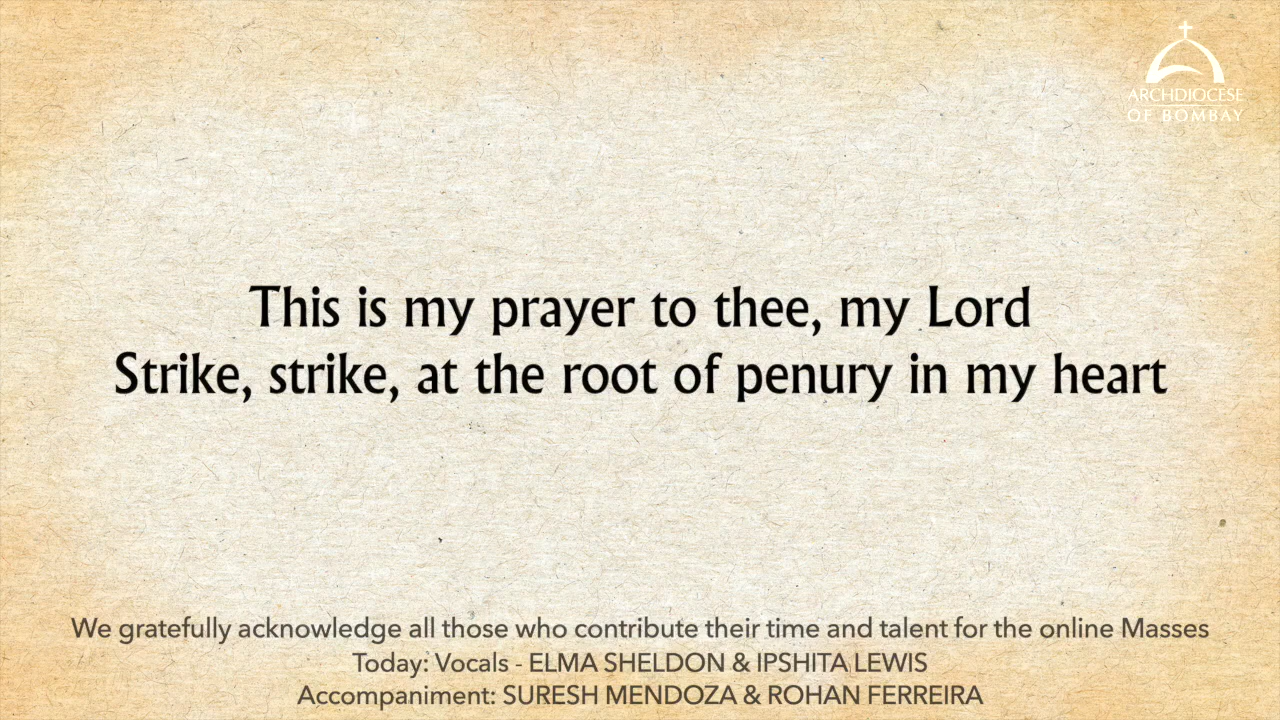 ARCHDIOCESE
OF BOMBAY
This is my prayer to thee, my Lord
Strike, strike, at the root of penury in my heart
We gratefully acknowledge all those who contribute their time and talent for the online Masses
Today: Vocals - ELMA SHELDON & IPSHITA LEWIS
Accompaniment: SURESH MENDOZA & ROHAN FERREIRA